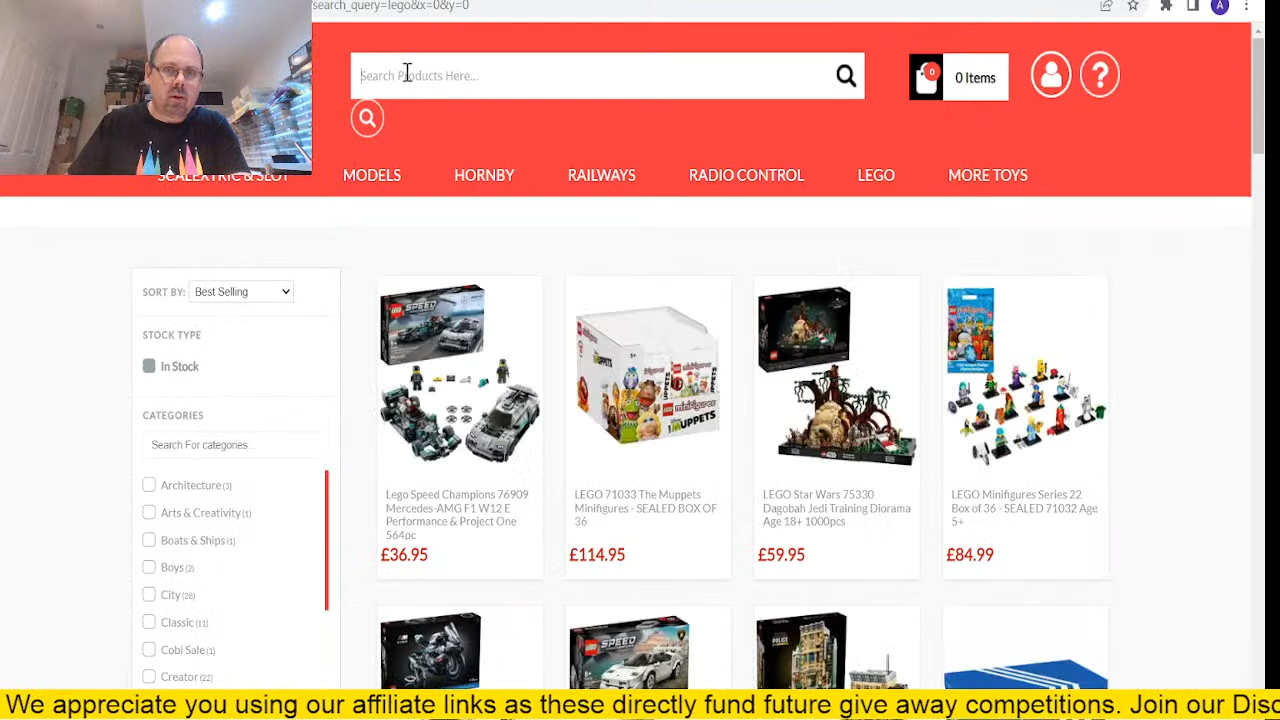 search_query=lego&x=0&y=0
A
Search Products Here...
0
0 Items
?
SCALEXTRIC & SLOT
MODELS
HORNBY
RAILWAYS
RADIO CONTROL
LEGO
MORE TOYS
SORT BY:
Best Selling
STOCK TYPE
In Stock
CATEGORIES
Search For categories...
Architecture (3)
Arts & Creativity (1)
Boats & Ships (1)
Boys (2)
City (28)
Classic (11)
Cobi Sale (1)
Creator (22)
SPEED
Lego Speed Champions 76909
Mercedes-AMG F1 W12 E
Performance & Project One
564pc
£36.95
minifigures
MUPPETS
LEGO 71033 The Muppets
Minifigures - SEALED BOX OF
36
£114.95
LEGO Star Wars 75330
Dagobah Jedi Training Diorama
Age 18+ 1000pcs
£59.95
LEGO Minifigures Series 22
Box of 36 - SEALED 71032 Age
5+
£84.99
SPEED
POLICE
We appreciate you using our affiliate links as these directly fund future give away competitions. Join our Disc